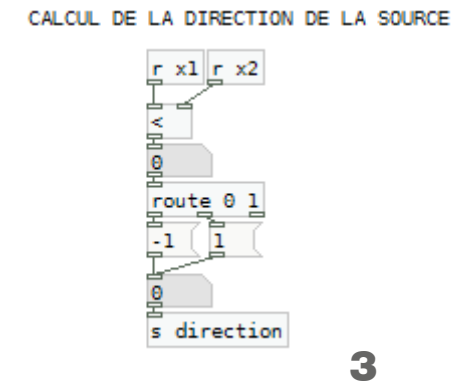 CALCUL DE LA DIRECTION DE LA SOURCE
r x1 r x2
<
0
route 0 1
-1 1
0
s direction
3